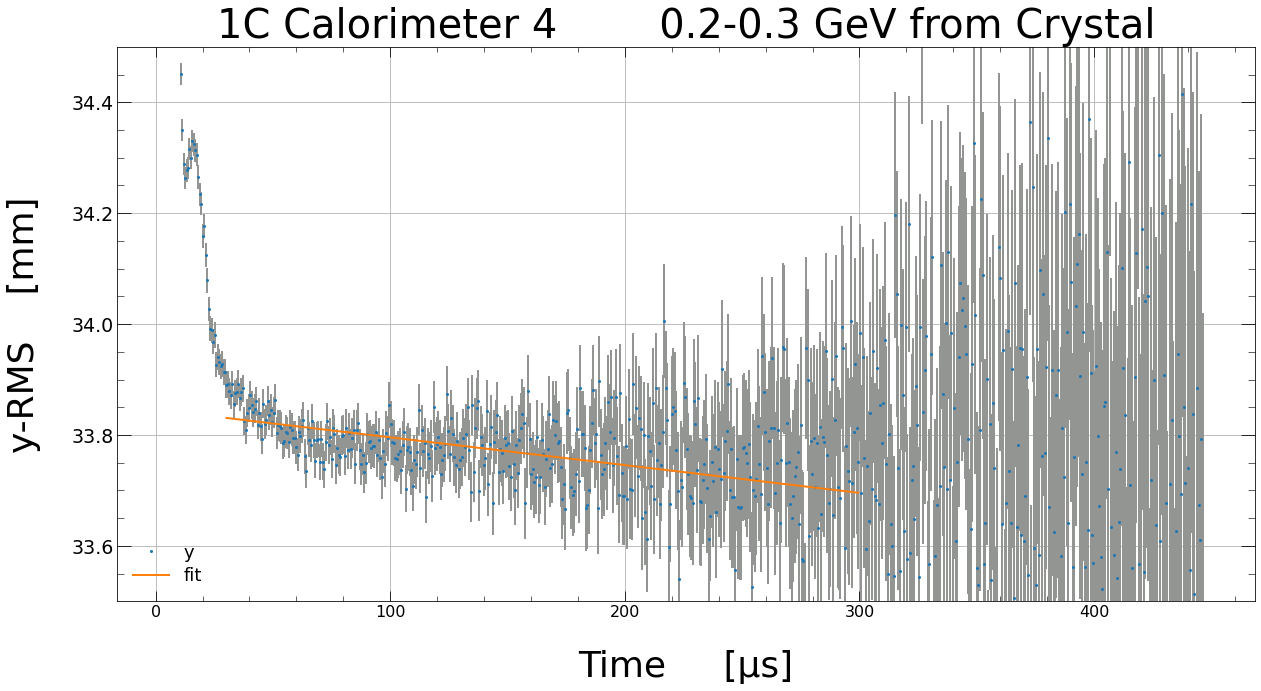 1C Calorimeter 4 0.2-0.3 GeV from Crystal
y-RMS [mm]
34.4
34.2
34.0
33.8
33.6
y
fit
0 100 200 300 400
Time [µs]